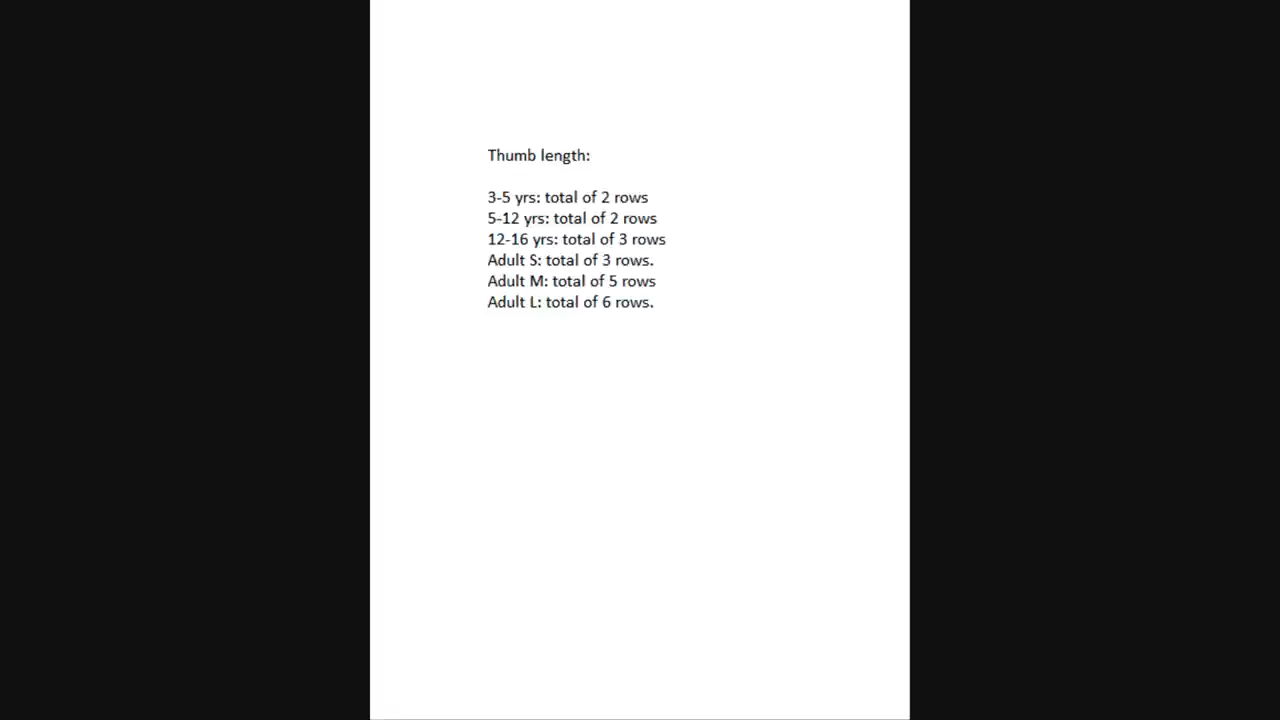 Thumb length:
3-5 yrs: total of 2 rows
5-12 yrs: total of 2 rows
12-16 yrs: total of 3 rows
Adult S: total of 3 rows.
Adult M: total of 5 rows
Adult L: total of 6 rows.